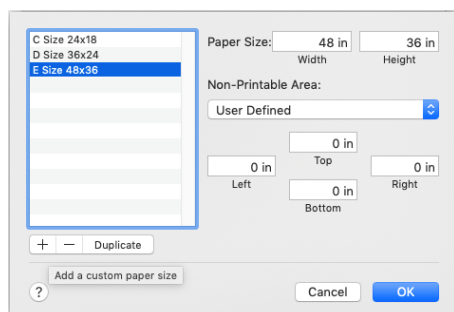 C Size 24x18
D Size 36x24
E Size 48x36
Paper Size: 48 in 36 in
Width Height
Non-Printable Area:
User Defined
0 in
Top
0 in 0 in
Left Right
0 in
Bottom
+ − Duplicate
Add a custom paper size
? Cancel OK